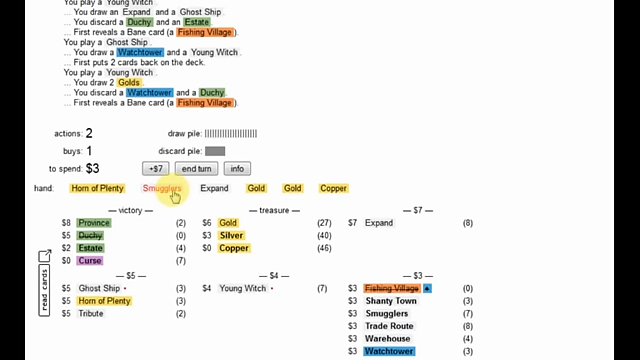 You play a Young Witch.
... You draw an Expand and a Ghost Ship.
... You discard a Duchy and an Estate.
... First reveals a Bane card (a Fishing Village).
You play a Ghost Ship.
... You draw a Watchtower and a Young Witch.
... First puts 2 cards back on the deck.
You play a Young Witch.
... You draw 2 Golds.
... You discard a Watchtower and a Duchy.
... First reveals a Bane card (a Fishing Village).
actions: 2 draw pile:
buys: 1 discard pile:
to spend: $3 +$7 end turn info
hand: Horn of Plenty Smugglers Expand Gold Gold Copper
— victory — — treasure — — $7 —
$8 Province (2) $6 Gold (27) $7 Expand (8)
$5 Duchy (0) $3 Silver (40)
$2 Estate (4) $0 Copper (46)
$0 Curse (7)
read cards
— $5 — — $4 — — $3 —
$5 Ghost Ship (3) $4 Young Witch (7) $3 Fishing Village ♠ (0)
$5 Horn of Plenty (3) $3 Shanty Town (3)
$5 Tribute (2) $3 Smugglers (7)
$3 Trade Route (8)
$3 Warehouse (4)
$3 Watchtower (3)